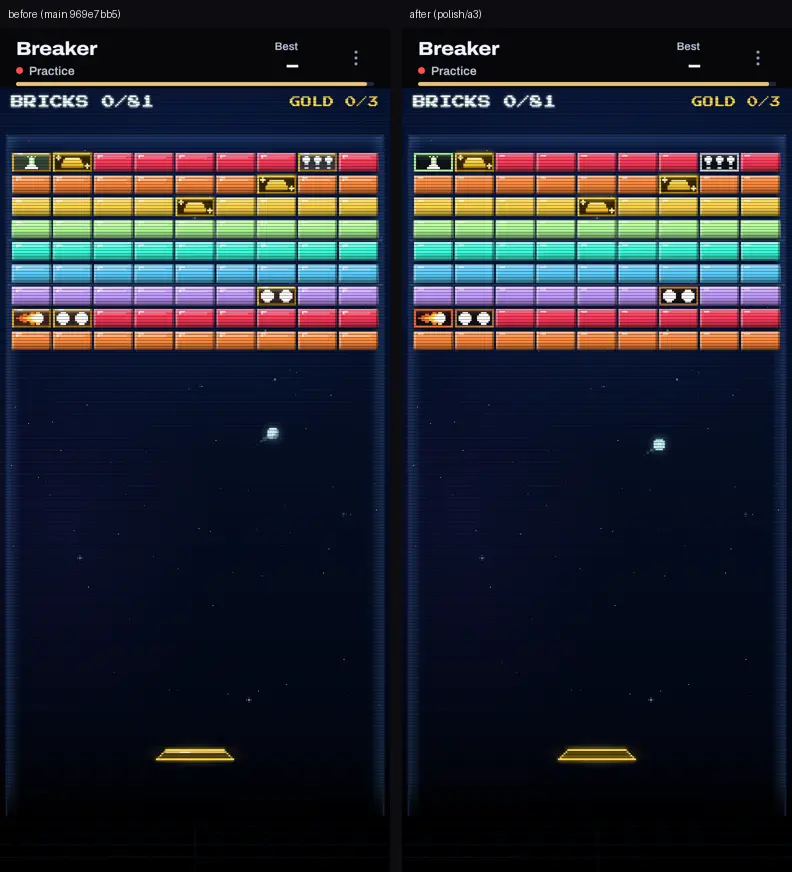 before (main 969e7bb5)
Breaker
Best
Practice
BRICKS 0/81
GOLD 0/3
after (polish/a3)
Breaker
Best
Practice
BRICKS 0/81
GOLD 0/3